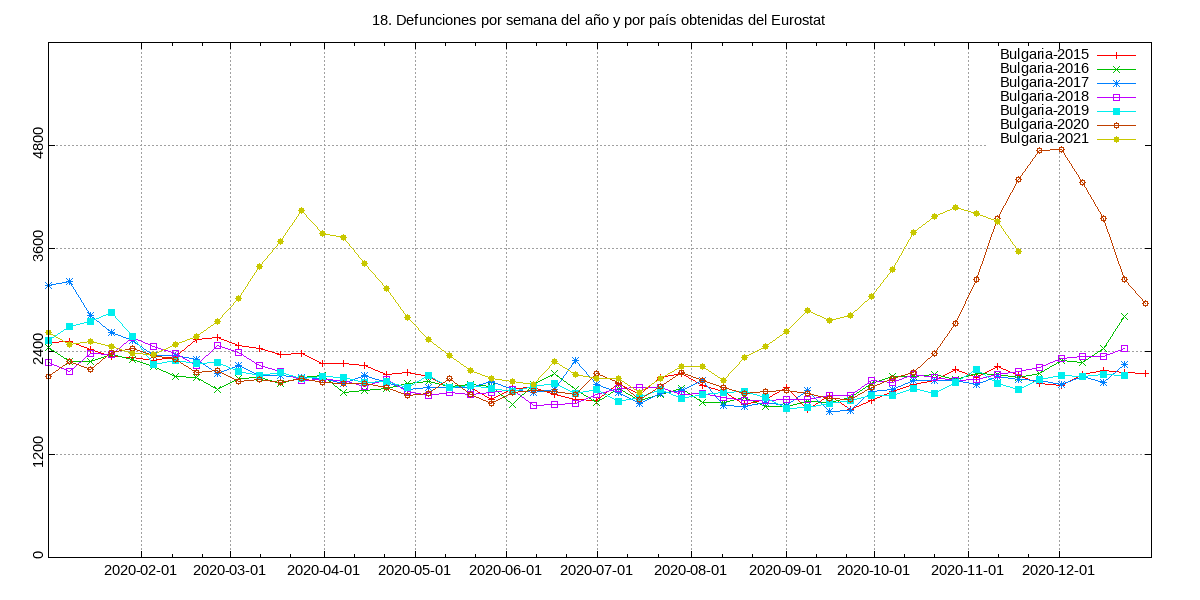 18. Defunciones por semana del año y por país obtenidas del Eurostat
Bulgaria-2015
Bulgaria-2016
Bulgaria-2017
Bulgaria-2018
Bulgaria-2019
Bulgaria-2020
Bulgaria-2021
4800
3600
2400
1200
0
2020-02-01 2020-03-01 2020-04-01 2020-05-01 2020-06-01 2020-07-01 2020-08-01 2020-09-01 2020-10-01 2020-11-01 2020-12-01